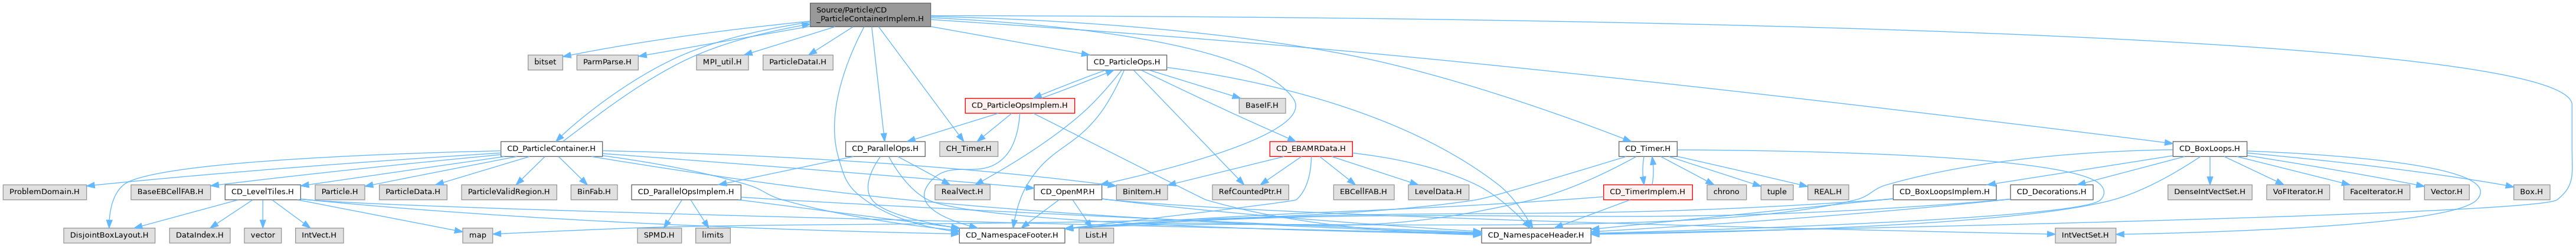 Source/Particle/CD
_ParticleContainerImplem.H
bitset
ParmParse.H
MPI_util.H
ParticleDataI.H
CD_ParticleOps.H
CD_ParticleOpsImplem.H
BaseIF.H
CD_ParticleContainer.H
CD_ParallelOps.H
CH_Timer.H
CD_EBAMRData.H
CD_Timer.H
CD_BoxLoops.H
ProblemDomain.H
BaseEBCellFAB.H
CD_LevelTiles.H
Particle.H
ParticleData.H
ParticleValidRegion.H
BinFab.H
CD_ParallelOpsImplem.H
RealVect.H
CD_OpenMP.H
BinItem.H
RefCountedPtr.H
EBCellFAB.H
LevelData.H
CD_TimerImplem.H
chrono
tuple
REAL.H
CD_BoxLoopsImplem.H
CD_Decorations.H
DenseIntVectSet.H
VoFIterator.H
FaceIterator.H
Vector.H
Box.H
DisjointBoxLayout.H
DataIndex.H
vector
IntVect.H
map
SPMD.H
limits
CD_NamespaceFooter.H
List.H
CD_NamespaceHeader.H
IntVectSet.H